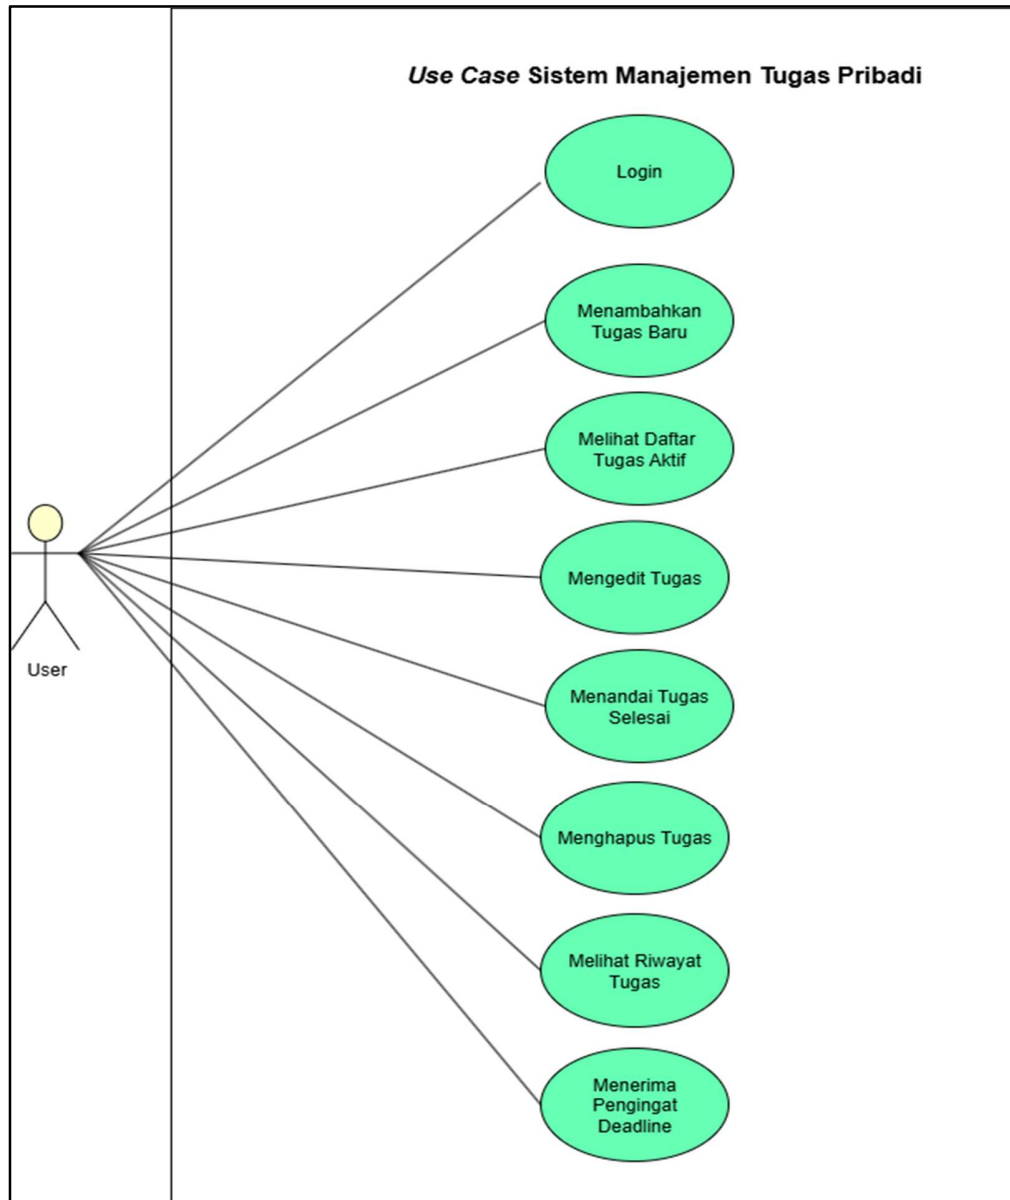 Use Case Sistem Manajemen Tugas Pribadi
Login
Menambahkan
Tugas Baru
Melihat Daftar
Tugas Aktif
Mengedit Tugas
User
Menandai Tugas
Selesai
Menghapus Tugas
Melihat Riwayat
Tugas
Menerima
Pengingat
Deadline